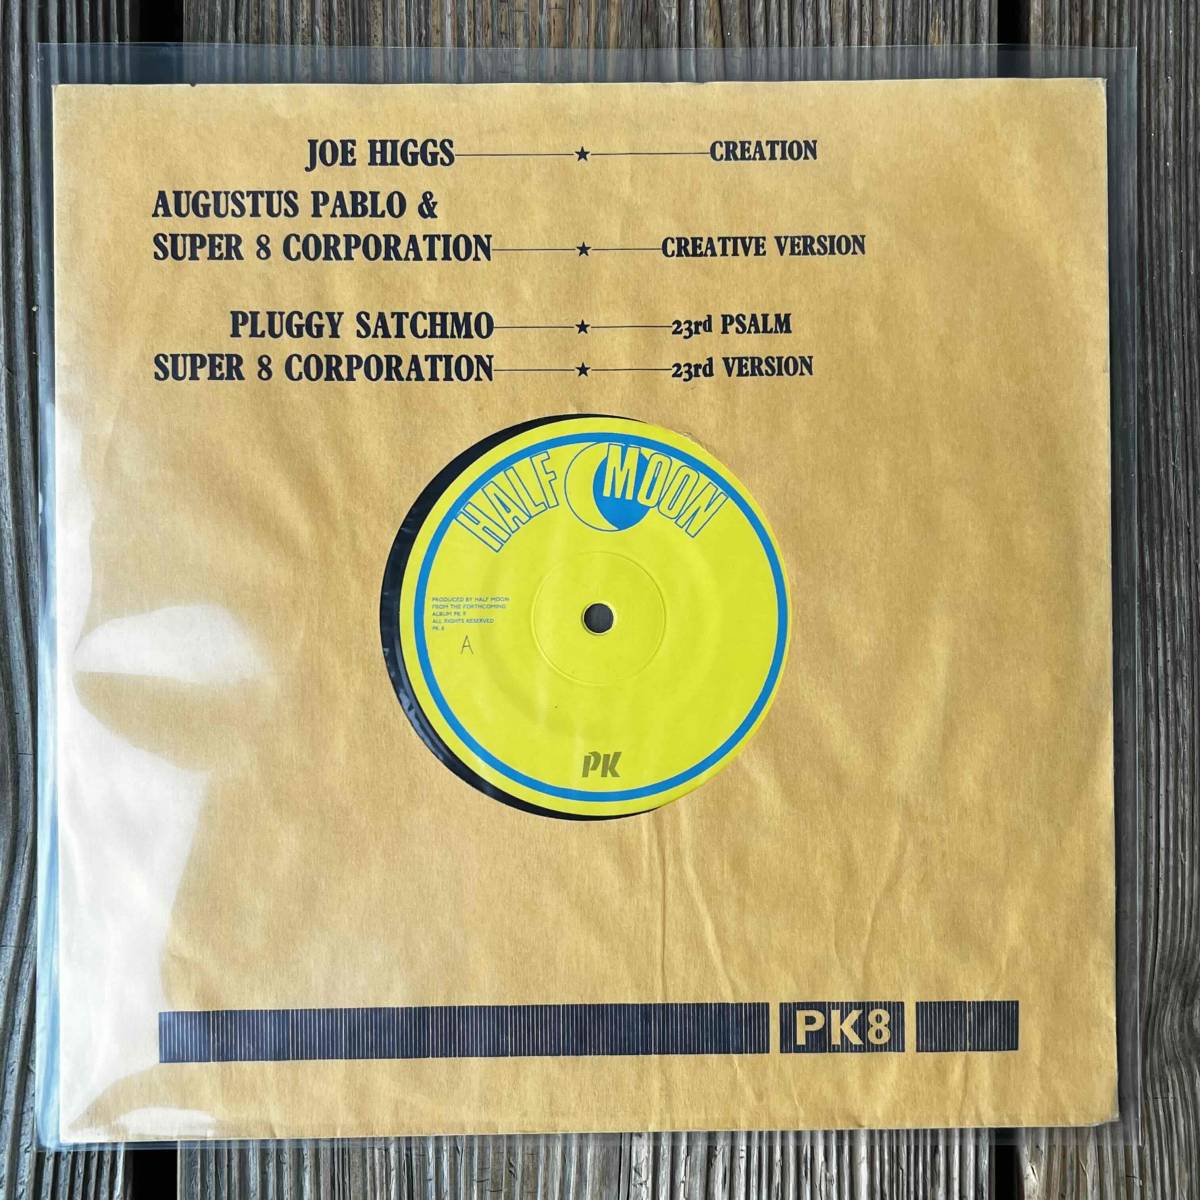 JOE HIGGS ★ CREATION
AUGUSTUS PABLO &
SUPER 8 CORPORATION ★ CREATIVE VERSION
PLUGGY SATCHMO ★ 23rd PSALM
SUPER 8 CORPORATION ★ 23rd VERSION
HALF MOON
PRODUCED BY HALF MOON
FROM THE FORTHCOMING
ALBUM PK 9
ALL RIGHTS RESERVED
PK 8
A
PK
PK8